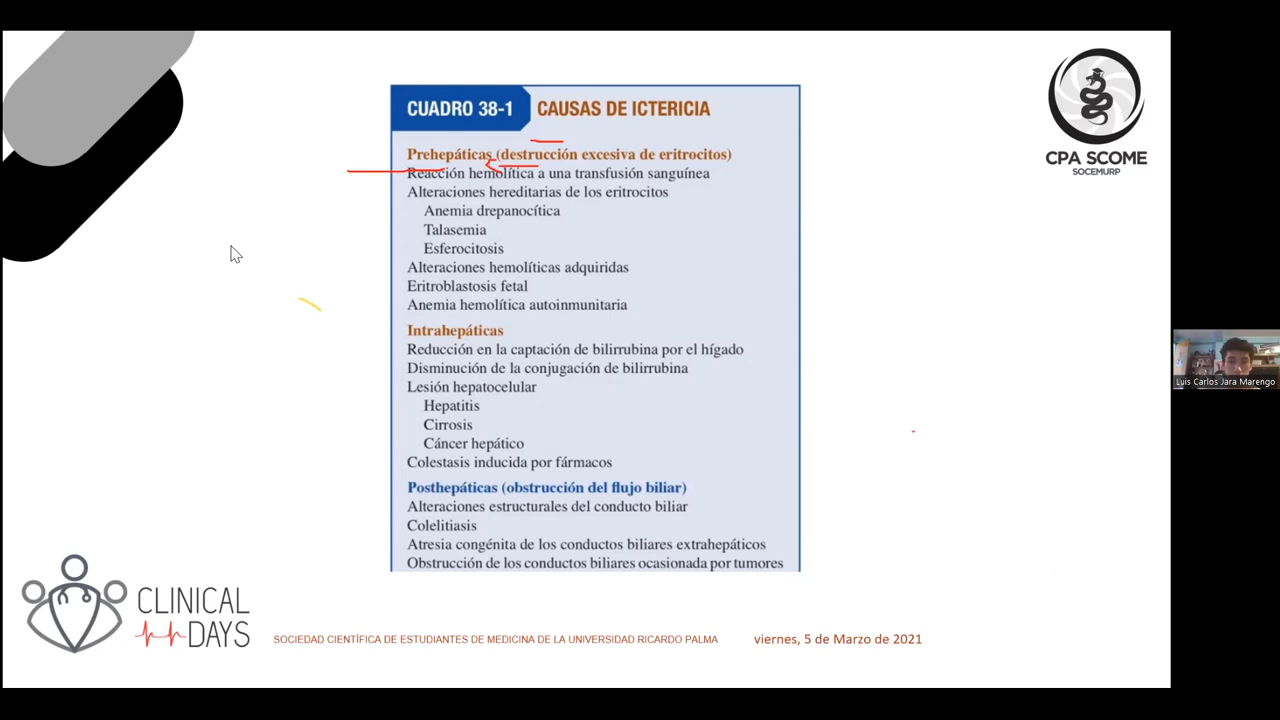 CUADRO 38-1 CAUSAS DE ICTERICIA
Prehepáticas (destrucción excesiva de eritrocitos)
Reacción hemolítica a una transfusión sanguínea
Alteraciones hereditarias de los eritrocitos
Anemia drepanocítica
Talasemia
Esferocitosis
Alteraciones hemolíticas adquiridas
Eritroblastosis fetal
Anemia hemolítica autoinmunitaria
Intrahepáticas
Reducción en la captación de bilirrubina por el hígado
Disminución de la conjugación de bilirrubina
Lesión hepatocelular
Hepatitis
Cirrosis
Cáncer hepático
Colestasis inducida por fármacos
Posthepáticas (obstrucción del flujo biliar)
Alteraciones estructurales del conducto biliar
Colelitiasis
Atresia congénita de los conductos biliares extrahepáticos
Obstrucción de los conductos biliares ocasionada por tumores
CPA SCOME
SOCEMURP
Luis Carlos Jara Marengo
CLINICAL
DAYS
SOCIEDAD CIENTÍFICA DE ESTUDIANTES DE MEDICINA DE LA UNIVERSIDAD RICARDO PALMA
viernes, 5 de Marzo de 2021